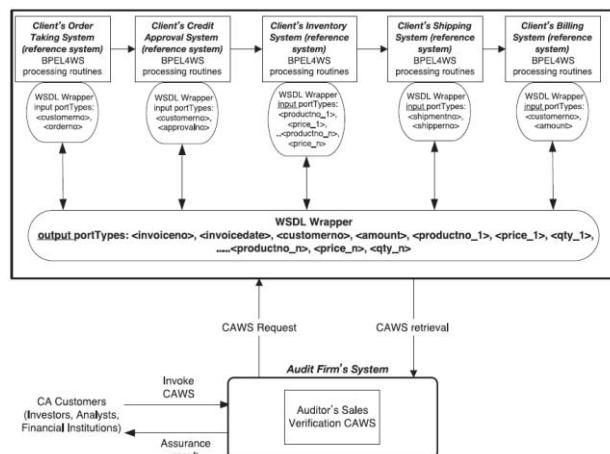 Client's Order
Taking System
(reference system)
BPEL4WS
processing routines
Client's Credit
Approval System
(reference system)
BPEL4WS
processing routines
Client's Inventory
System (reference
system)
BPEL4WS
processing routines
Client's Shipping
System (reference
system)
BPEL4WS
processing routines
Client's Billing
System (reference
system)
BPEL4WS
processing routines
WSDL Wrapper
input portTypes:
<customerno>
<orderno>
WSDL Wrapper
input portTypes:
<customerno>,
<approvalno>
WSDL Wrapper
input portTypes:
<productno_1>,
<price_1>,
..<productno_n>,
<price_n>
WSDL Wrapper
input portTypes:
<shipmentno>,
<shipperno>
WSDL Wrapper
input portTypes:
<customerno>,
<amount>
WSDL Wrapper
output portTypes: <invoiceno>, <invoicedate>, <customerno>, <amount>, <productno_1>, <price_1>, <qty_1>,
.....<productno_n>, <price_n>, <qty_n>
CAWS
Request
CAWS retrieval
Audit Firm's System
Invoke
CAWS
CA Customers
(Investors, Analysts,
Financial Institutions)
Auditor's Sales
Verification CAWS
Assurance